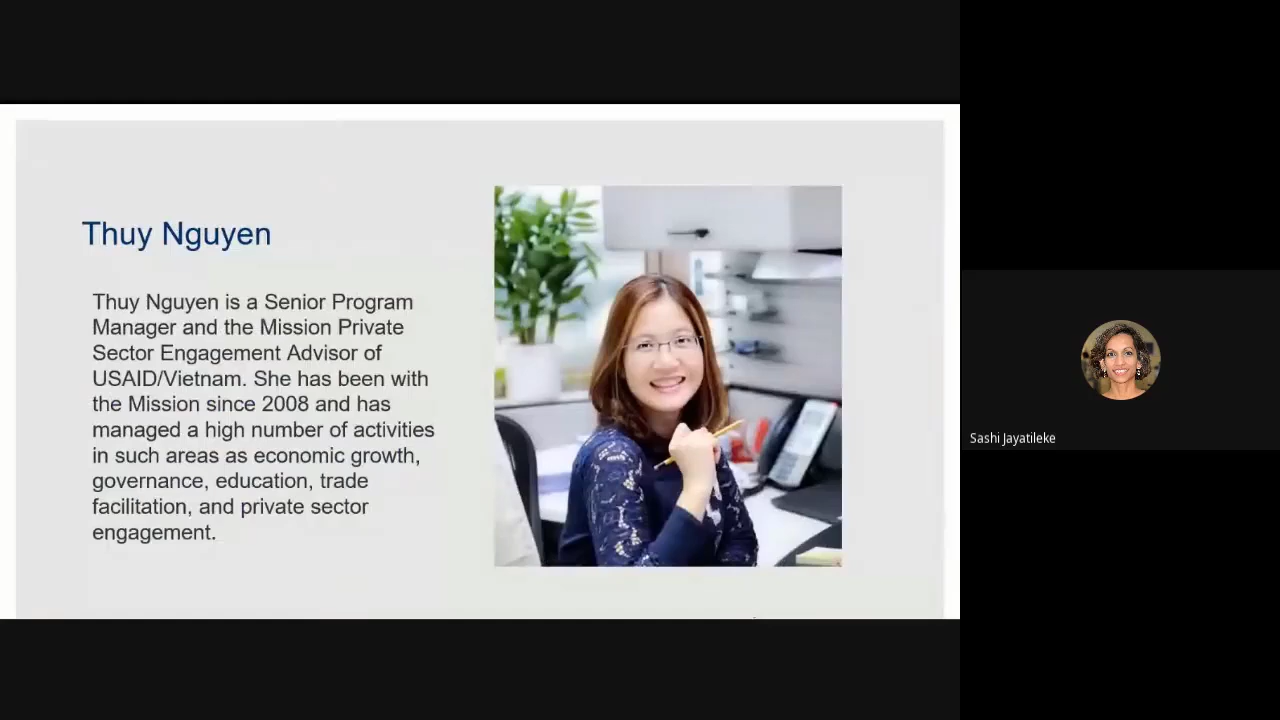 Thuy Nguyen
Thuy Nguyen is a Senior Program
Manager and the Mission Private
Sector Engagement Advisor of
USAID/Vietnam. She has been with
the Mission since 2008 and has
managed a high number of activities
in such areas as economic growth,
governance, education, trade
facilitation, and private sector
engagement.
Sashi Jayatileke